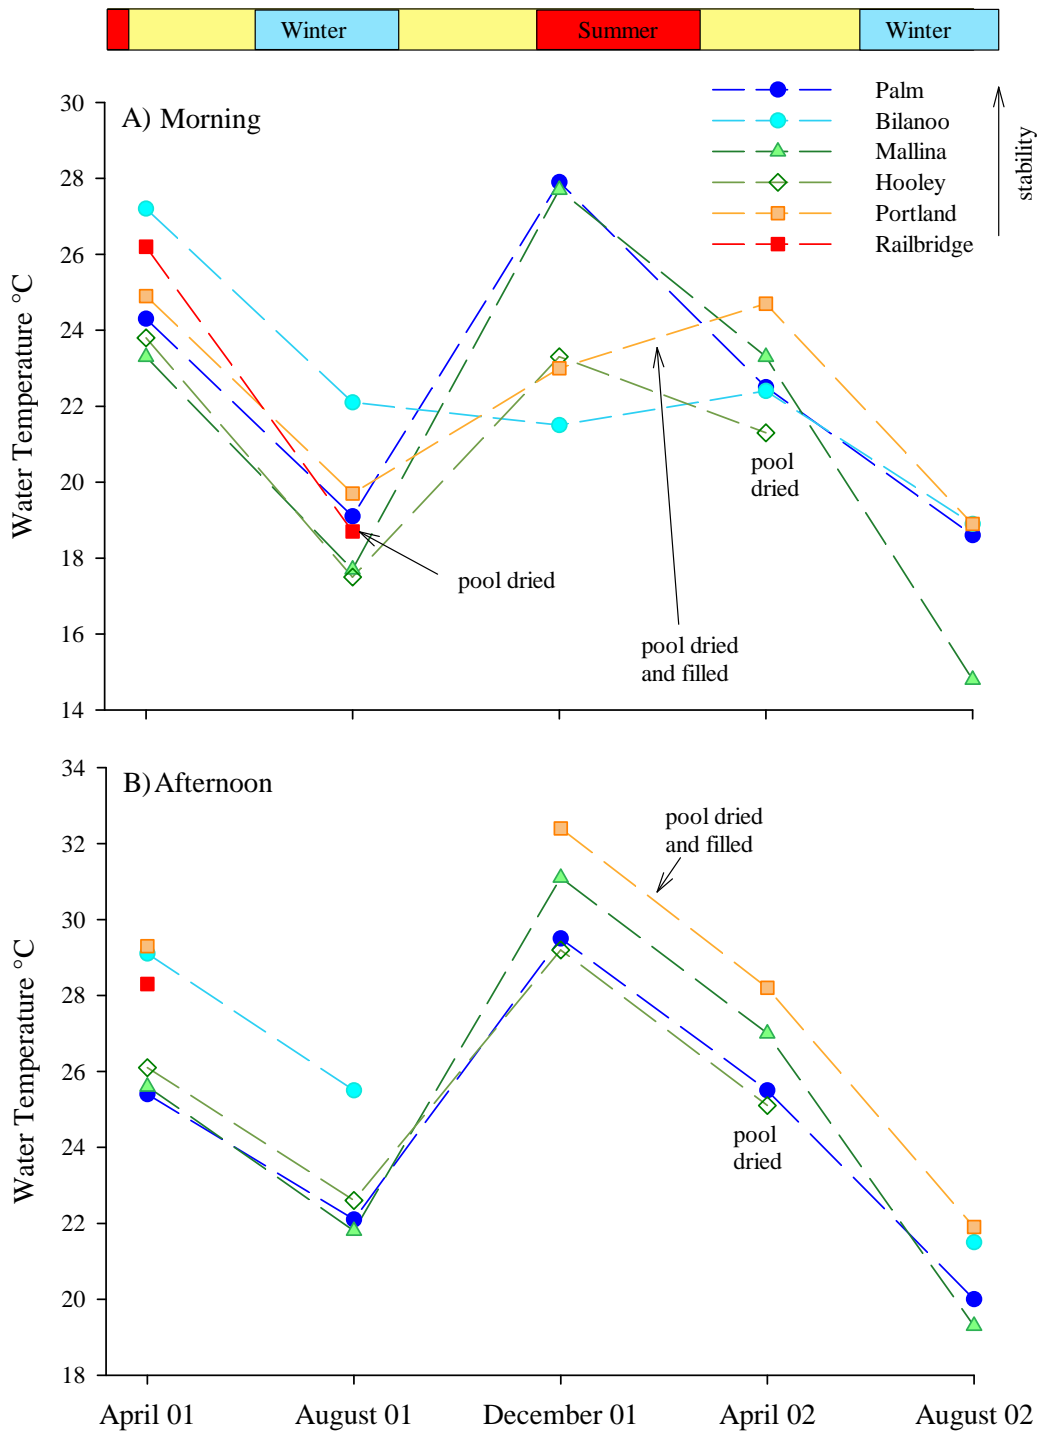 Winter
Summer
Winter
30
28
26
24
22
20
18
16
14
Water Temperature °C
A) Morning
Palm
Bilanoo
Mallina
Hooley
Portland
Railbridge
stability
pool
dried
pool dried
pool dried
and filled
34
32
30
28
26
24
22
20
18
Water Temperature °C
B) Afternoon
pool dried
and filled
pool
dried
April 01
August 01
December 01
April 02
August 02